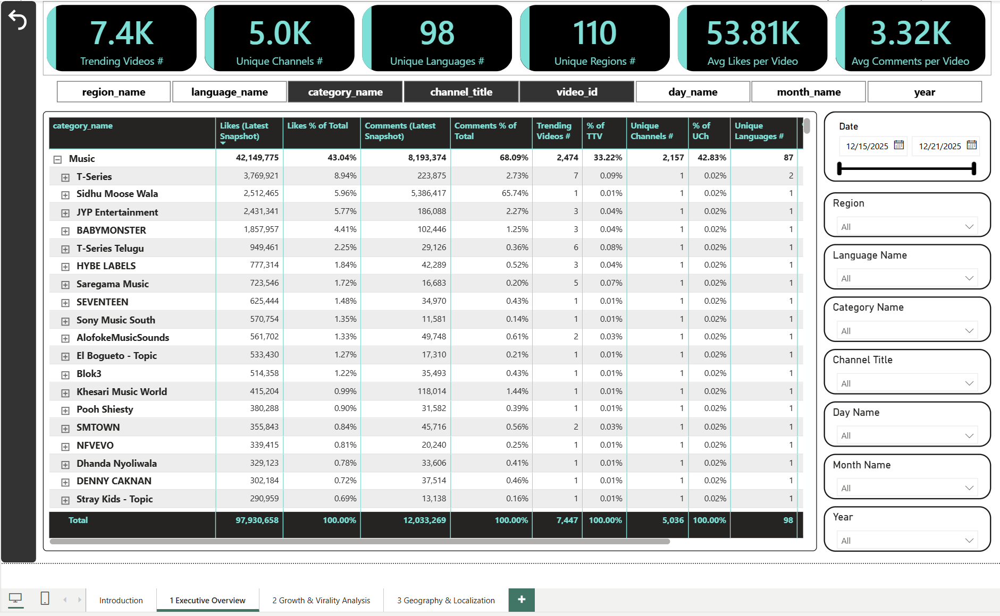 7.4K
Trending Videos #
5.0K
Unique Channels #
98
Unique Languages #
110
Unique Regions #
53.81K
Avg Likes per Video
3.32K
Avg Comments per Video
region_name language_name category_name channel_title video_id day_name month_name year
category_name Likes (Latest Snapshot) Likes % of Total Comments (Latest Snapshot) Comments % of Total Trending Videos # % of TTV Unique Channels # % of UCh Unique Languages #
Music 42,149,775 43.04% 8,193,374 68.09% 2,474 33.22% 2,157 42.83% 87
T-Series 3,769,921 8.94% 223,875 2.73% 7 0.09% 1 0.02% 2
Sidhu Moose Wala 2,512,465 5.96% 5,386,417 65.74% 1 0.01% 1 0.02% 1
JYP Entertainment 2,431,341 5.77% 186,088 2.27% 3 0.04% 1 0.02% 1
BABYMONSTER 1,857,957 4.41% 102,446 1.25% 3 0.04% 1 0.02% 1
T-Series Telugu 949,461 2.25% 29,126 0.36% 6 0.08% 1 0.02% 1
HYBE LABELS 777,314 1.84% 42,289 0.52% 3 0.04% 1 0.02% 1
Saregama Music 723,546 1.72% 16,683 0.20% 5 0.07% 1 0.02% 1
SEVENTEEN 625,444 1.48% 34,970 0.43% 1 0.01% 1 0.02% 1
Sony Music South 570,754 1.35% 11,581 0.14% 1 0.01% 1 0.02% 1
AlofokeMusicSounds 561,702 1.33% 49,748 0.61% 2 0.03% 1 0.02% 1
El Bogueto - Topic 533,430 1.27% 17,310 0.21% 1 0.01% 1 0.02% 1
Blok3 514,358 1.22% 35,493 0.43% 1 0.01% 1 0.02% 1
Khesari Music World 415,204 0.99% 118,014 1.44% 1 0.01% 1 0.02% 1
Pooh Shiesty 380,288 0.90% 31,582 0.39% 1 0.01% 1 0.02% 1
SMTOWN 355,843 0.84% 45,716 0.56% 2 0.03% 1 0.02% 1
NFVEVO 339,415 0.81% 20,240 0.25% 1 0.01% 1 0.02% 1
Dhanda Nyoliwala 329,123 0.78% 33,606 0.41% 1 0.01% 1 0.02% 1
DENNY CAKNAN 302,184 0.72% 37,514 0.46% 1 0.01% 1 0.02% 1
Stray Kids - Topic 290,959 0.69% 13,138 0.16% 1 0.01% 1 0.02% 1
Total 97,930,658 100.00% 12,033,269 100.00% 7,447 100.00% 5,036 100.00% 98
Date
12/15/2025 12/21/2025
Region
All
Language Name
All
Category Name
All
Channel Title
All
Day Name
All
Month Name
All
Year
All
Introduction 1 Executive Overview 2 Growth & Virality Analysis 3 Geography & Localization +